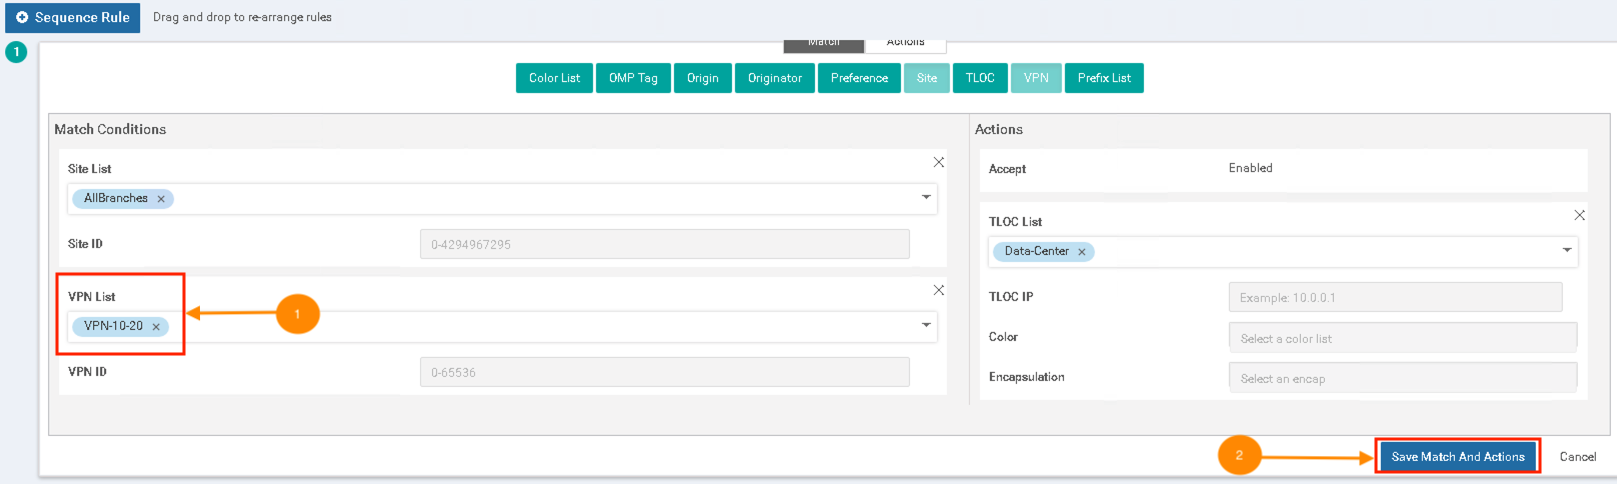 Sequence Rule Drag and drop to re-arrange rules
1
Match Actions
Color List OMP Tag Origin Originator Preference Site TLOC VPN Prefix List
Match Conditions
Site List
AllBranches ×
Site ID 0-4294967295
VPN List
VPN-10-20 ×
1
VPN ID 0-65536
Actions
Accept Enabled
TLOC List
Data-Center ×
TLOC IP Example: 10.0.0.1
Color Select a color list
Encapsulation Select an encap
2
Save Match And Actions Cancel